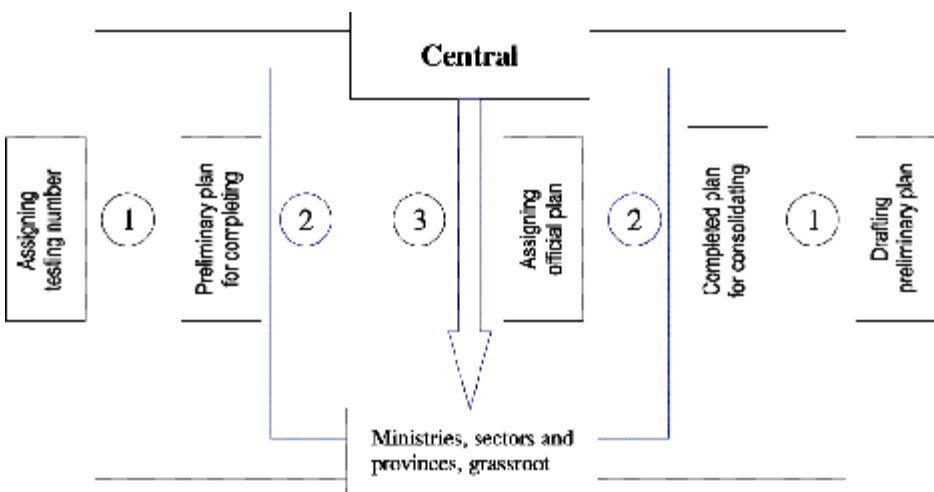 Central
Assigning
testing number
1
Preliminary plan
for completing
2
3
Assigning
official plan
2
Completed plan
for consolidating
1
Drafting
preliminary plan
Ministries, sectors and
provinces, grassroot